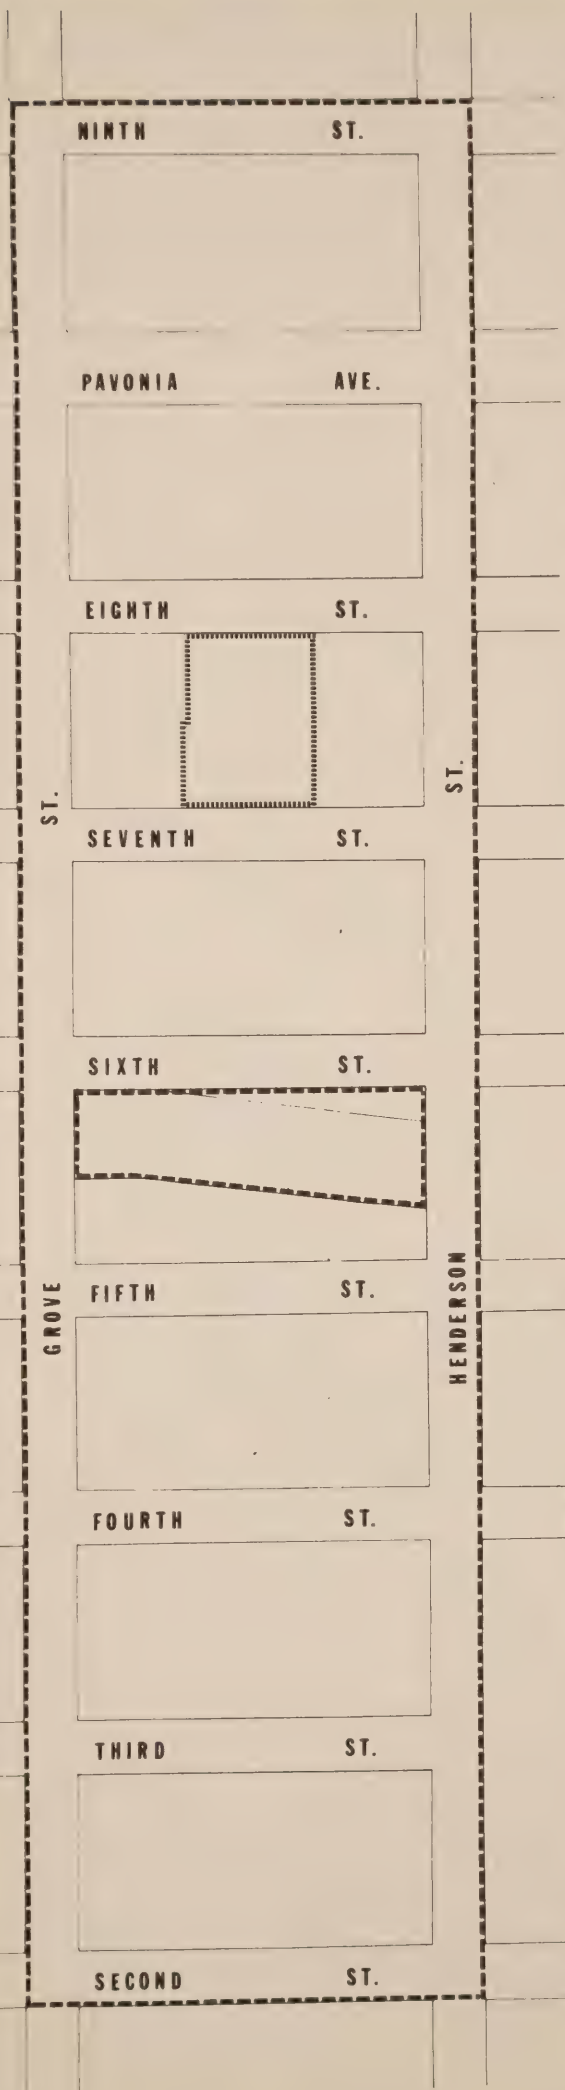 NINTH ST.
PAVONIA AVE.
EIGHTH ST.
ST.
ST.
SEVENTH ST.
SIXTH ST.
GROVE
HENDERSON
FIFTH ST.
FOURTH ST.
THIRD ST.
SECOND ST.